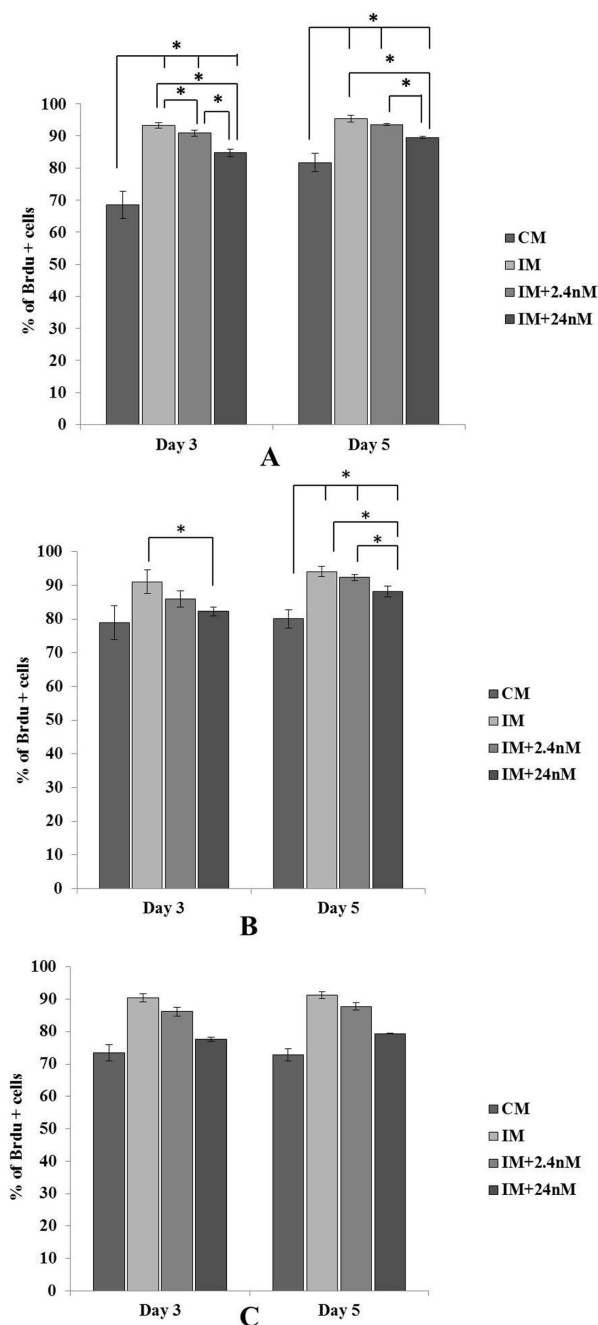 *
*
*
*
*
*
*
100
90
80
70
60
50
40
30
20
10
0
% of Brdu + cells
CM
IM
IM+2.4nM
IM+24nM
Day 3
Day 5
A
*
*
*
*
100
90
80
70
60
50
40
30
20
10
0
% of Brdu + cells
CM
IM
IM+2.4nM
IM+24nM
Day 3
Day 5
B
100
90
80
70
60
50
40
30
20
10
0
% of Brdu + cells
CM
IM
IM+2.4nM
IM+24nM
Day 3
Day 5
C